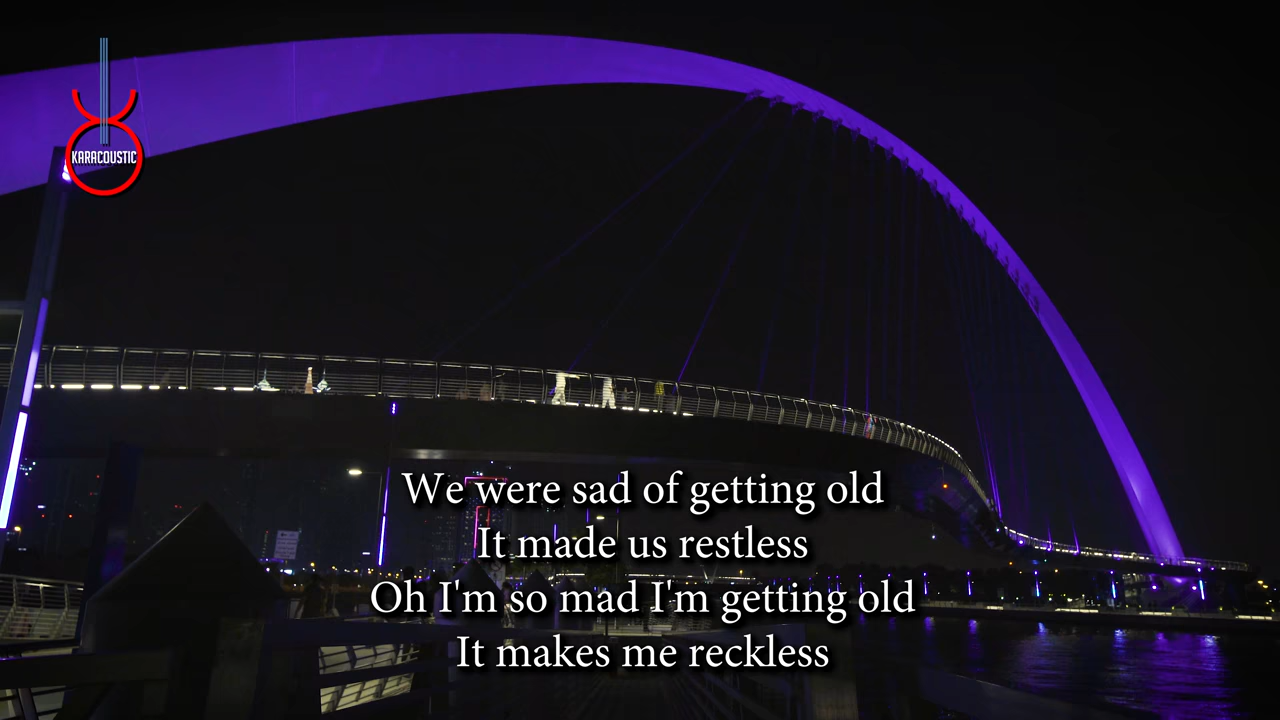 KARACOUSTIC
We were sad of getting old
It made us restless
Oh I'm so mad I'm getting old
It makes me reckless